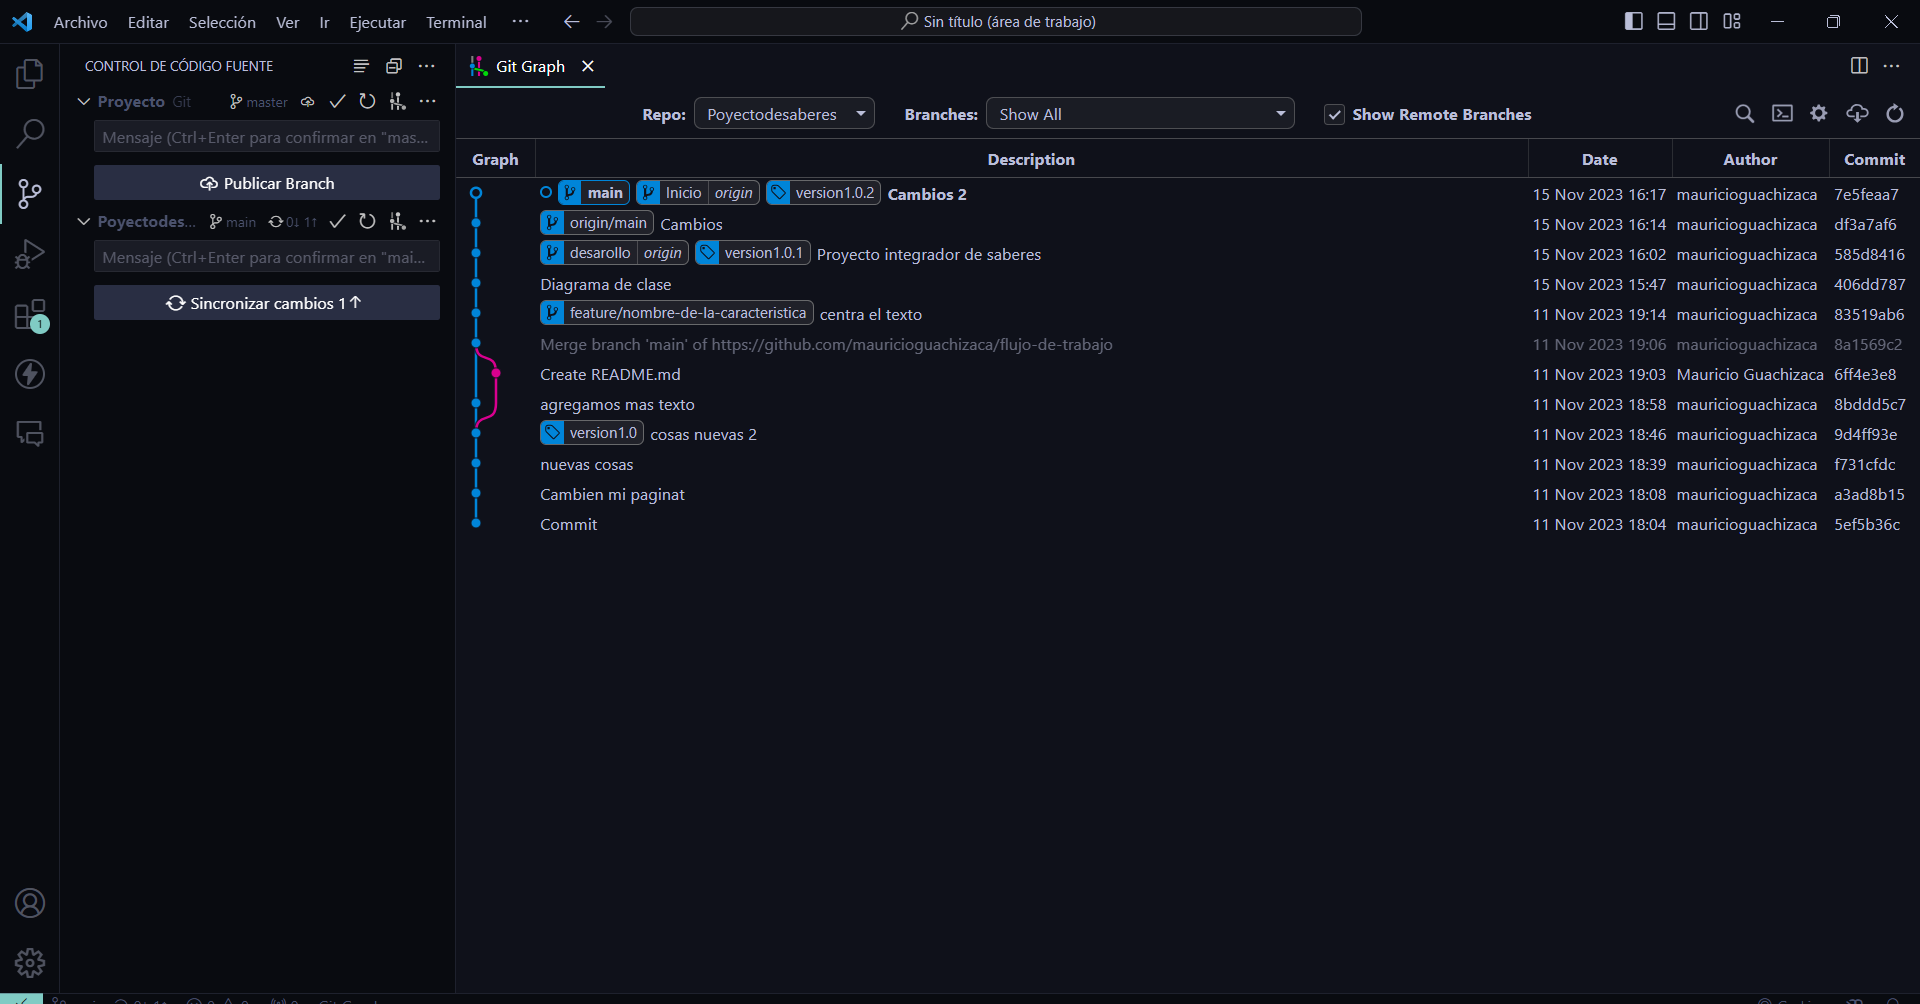 Archivo Editar Selección Ver Ir Ejecutar Terminal ··· Sin título (área de trabajo)
CONTROL DE CÓDIGO FUENTE
Proyecto Git master
Mensaje (Ctrl+Enter para confirmar en "mas...
Publicar Branch
Poyectodes... main 0↓ 1↑
Mensaje (Ctrl+Enter para confirmar en "mai...
Sincronizar cambios 1↑
1
Git Graph
Repo: Poyectodesaberes Branches: Show All Show Remote Branches
Graph Description Date Author Commit
main Inicio origin version1.0.2 Cambios 2 15 Nov 2023 16:17 mauricioguachizaca 7e5feaa7
origin/main Cambios 15 Nov 2023 16:14 mauricioguachizaca df3a7af6
desarollo origin version1.0.1 Proyecto integrador de saberes 15 Nov 2023 16:02 mauricioguachizaca 585d8416
Diagrama de clase 15 Nov 2023 15:47 mauricioguachizaca 406dd787
feature/nombre-de-la-caracteristica centra el texto 11 Nov 2023 19:14 mauricioguachizaca 83519ab6
Merge branch 'main' of https://github.com/mauricioguachizaca/flujo-de-trabajo 11 Nov 2023 19:06 mauricioguachizaca 8a1569c2
Create README.md 11 Nov 2023 19:03 Mauricio Guachizaca 6ff4e3e8
agregamos mas texto 11 Nov 2023 18:58 mauricioguachizaca 8bddd5c7
version1.0 cosas nuevas 2 11 Nov 2023 18:46 mauricioguachizaca 9d4ff93e
nuevas cosas 11 Nov 2023 18:39 mauricioguachizaca f731cfdc
Cambien mi paginat 11 Nov 2023 18:08 mauricioguachizaca a3ad8b15
Commit 11 Nov 2023 18:04 mauricioguachizaca 5ef5b36c